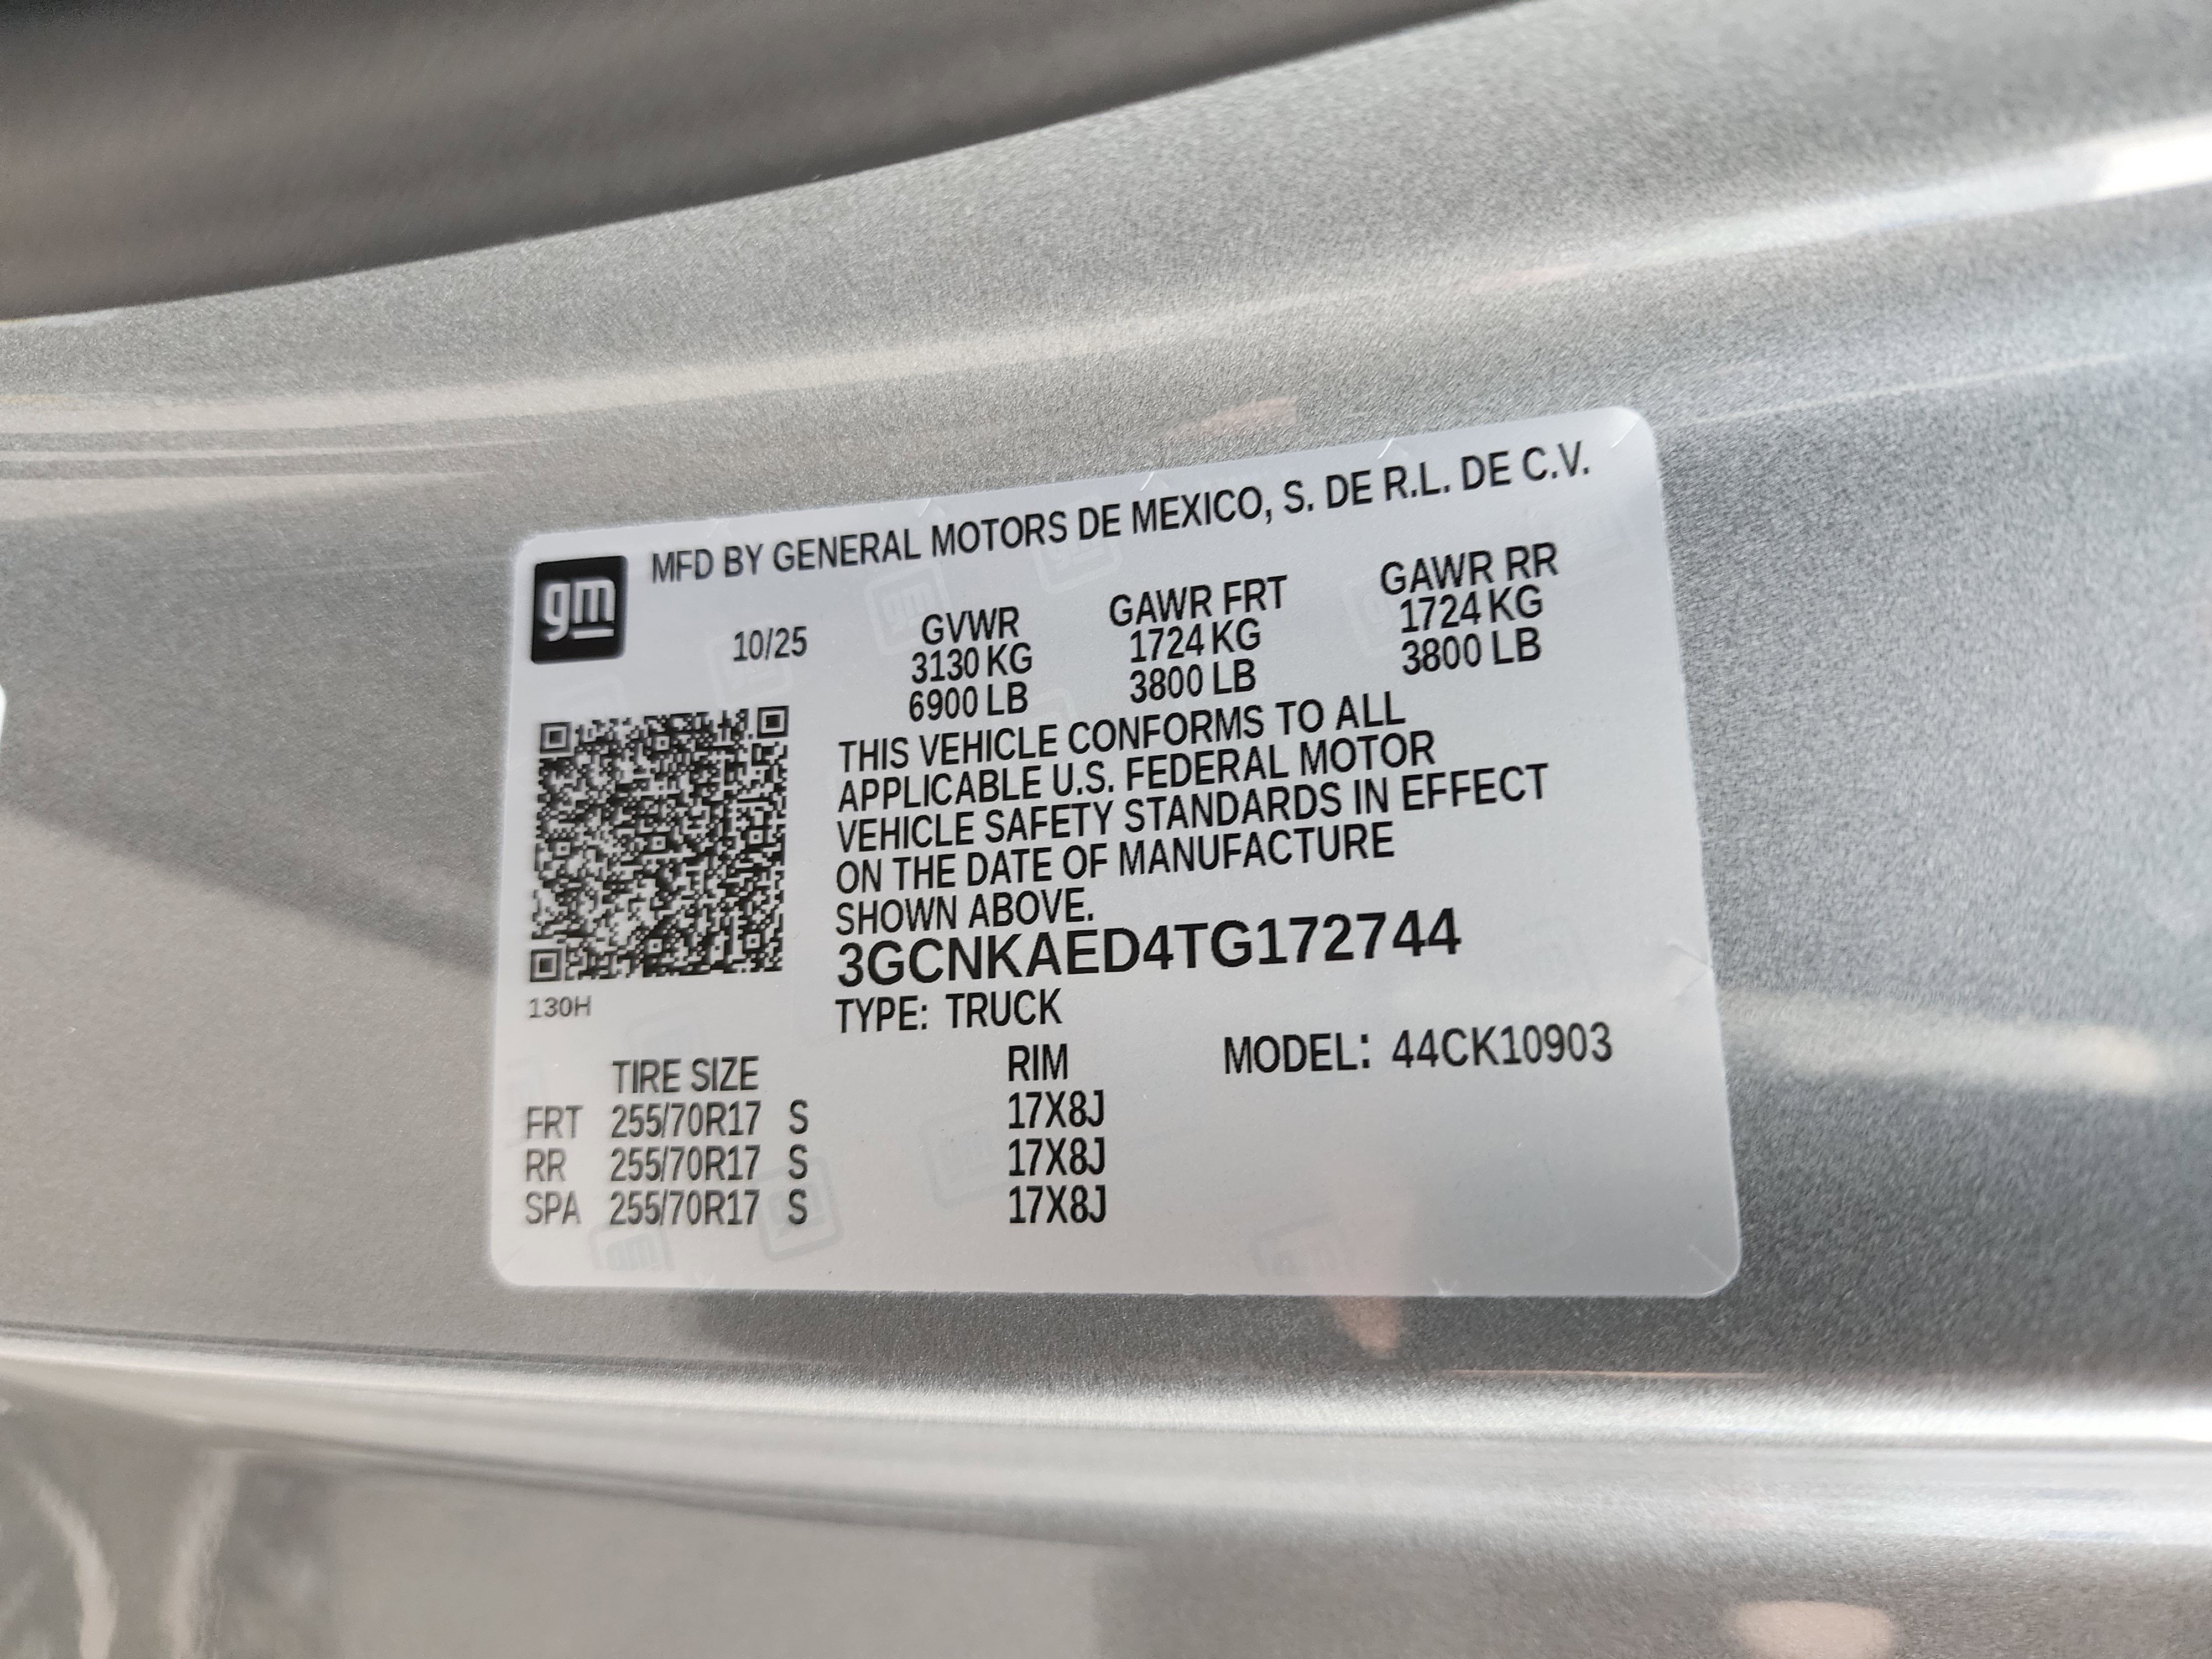 gm
MFD BY GENERAL MOTORS DE MEXICO, S. DE R.L. DE C.V.
10/25 GVWR GAWR FRT GAWR RR
3130 KG 1724 KG 1724 KG
6900 LB 3800 LB 3800 LB
THIS VEHICLE CONFORMS TO ALL
APPLICABLE U.S. FEDERAL MOTOR
VEHICLE SAFETY STANDARDS IN EFFECT
ON THE DATE OF MANUFACTURE
SHOWN ABOVE.
3GCNKAED4TG172744
130H
TYPE: TRUCK
TIRE SIZE RIM MODEL: 44CK10903
FRT 255/70R17 S 17X8J
RR 255/70R17 S 17X8J
SPA 255/70R17 S 17X8J